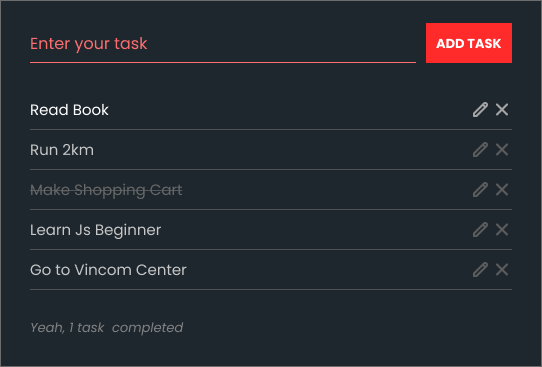 Enter your task
ADD TASK
Read Book
Run 2km
Make Shopping Cart
Learn Js Beginner
Go to Vincom Center
Yeah, 1 task completed